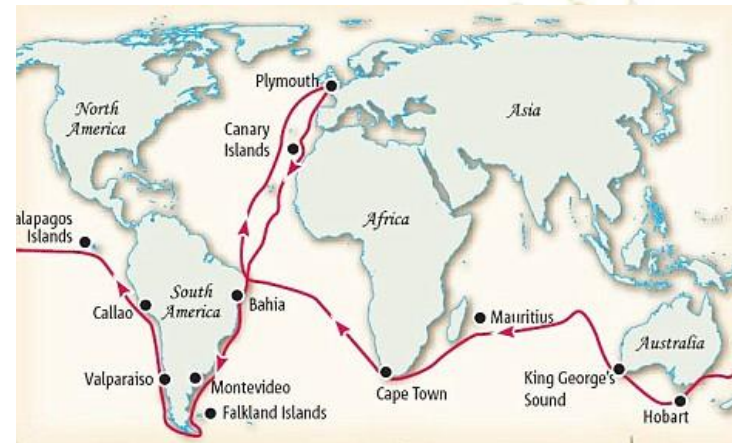 Plymouth
North
America
Asia
Canary
Islands
alapagos
Islands
Africa
South
America
Bahia
Callao
Mauritius
Australia
Valparaiso
Montevideo
Falkland Islands
Cape Town
King George's
Sound
Hobart